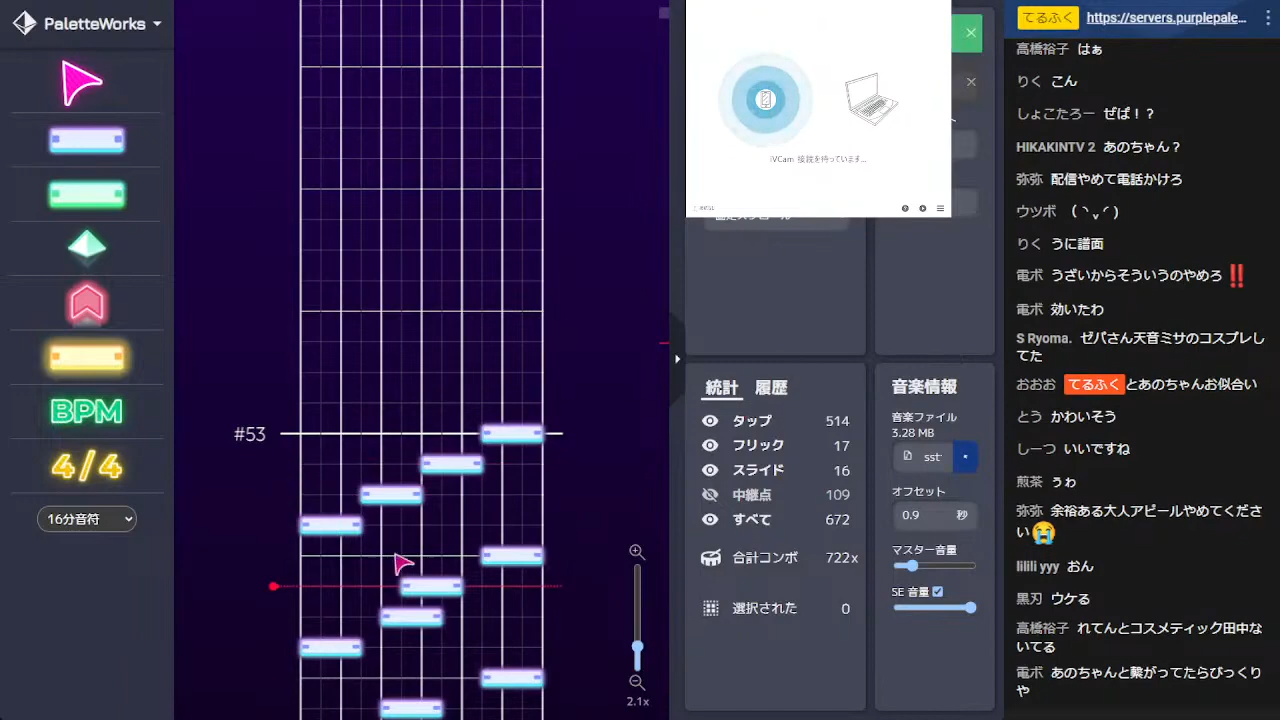 PaletteWorks
BPM
4/4
16分音符
#53
2.1x
iVCam 接続を待っています...
統計 履歴
タップ 514
フリック 17
スライド 16
中継点 109
すべて 672
合計コンボ 722x
選択された 0
音楽情報
音楽ファイル
3.28 MB
オフセット
0.9 秒
マスター音量
SE 音量
てるふく https://servers.purplepale...
高橋裕子 はぁ
りく こん
しょこたろー ぜぱ！？
HIKAKINTV 2 あのちゃん？
弥弥 配信やめて電話かけろ
ウツボ （ ◝ ᵥ ◜ ）
りく うに譜面
電ボ うざいからそういうのやめろ‼️
電ボ 効いたわ
S Ryoma. ゼパさん天音ミサのコスプレし
てた
おおお てるふくとあのちゃんお似合い
とう かわいそう
しーつ いいですね
煎茶 ぅゎ
弥弥 余裕ある大人アピールやめてくださ
い😭
lilili yyy おん
黒刃 ウケる
高橋裕子 れてんとコスメティック田中な
いてる
電ボ あのちゃんと繋がってたらびっくり
や